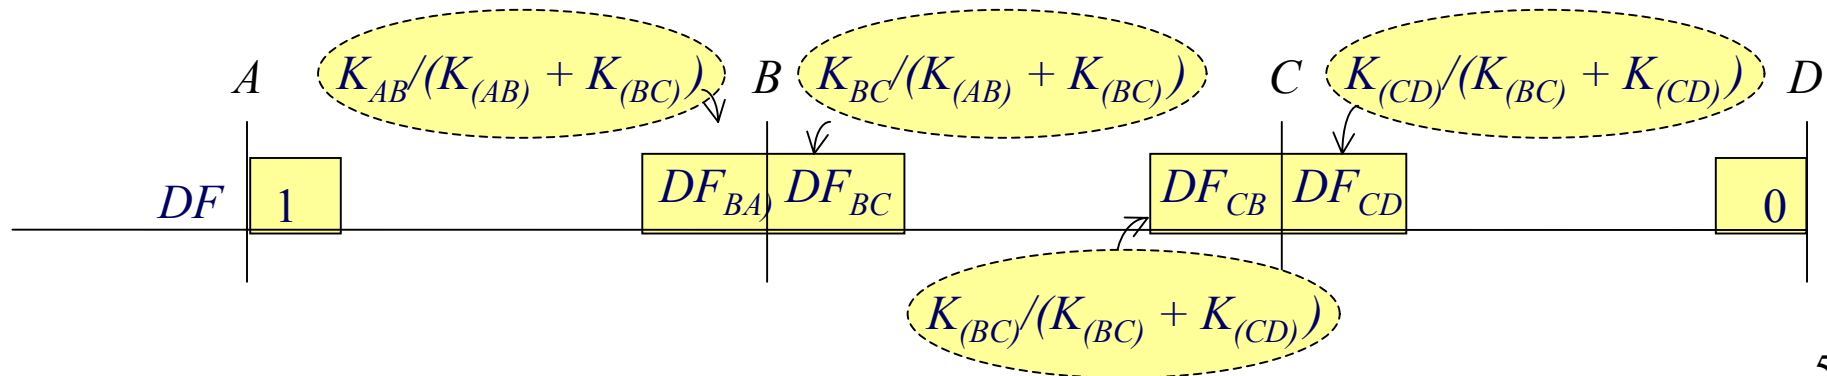 A K_AB/(K_(AB) + K_(BC)) B K_BC/(K_(AB) + K_(BC)) C K_(CD)/(K_(BC) + K_(CD)) D
DF 1 DF_BA) DF_BC DF_CB DF_CD 0
K_(BC)/(K_(BC) + K_(CD))